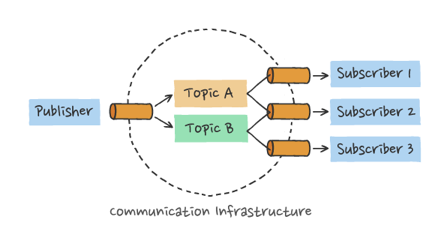 Publisher
Topic A
Topic B
Subscriber 1
Subscriber 2
Subscriber 3
Communication Infrastructure